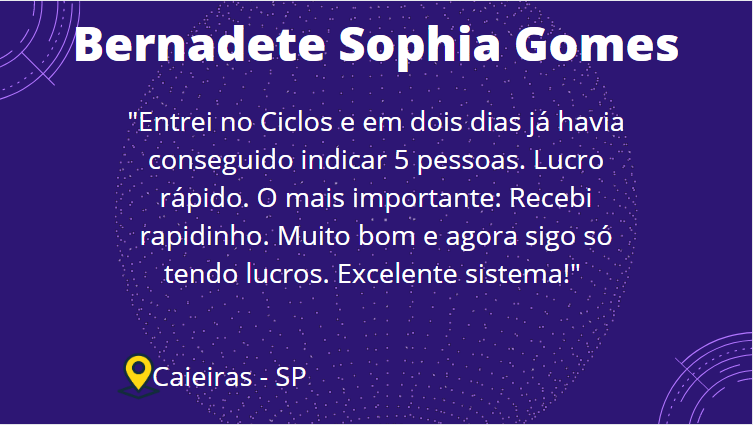 Bernadete Sophia Gomes
"Entrei no Ciclos e em dois dias já havia
conseguido indicar 5 pessoas. Lucro
rápido. O mais importante: Recebi
rapidinho. Muito bom e agora sigo só
tendo lucros. Excelente sistema!"
Caieiras - SP